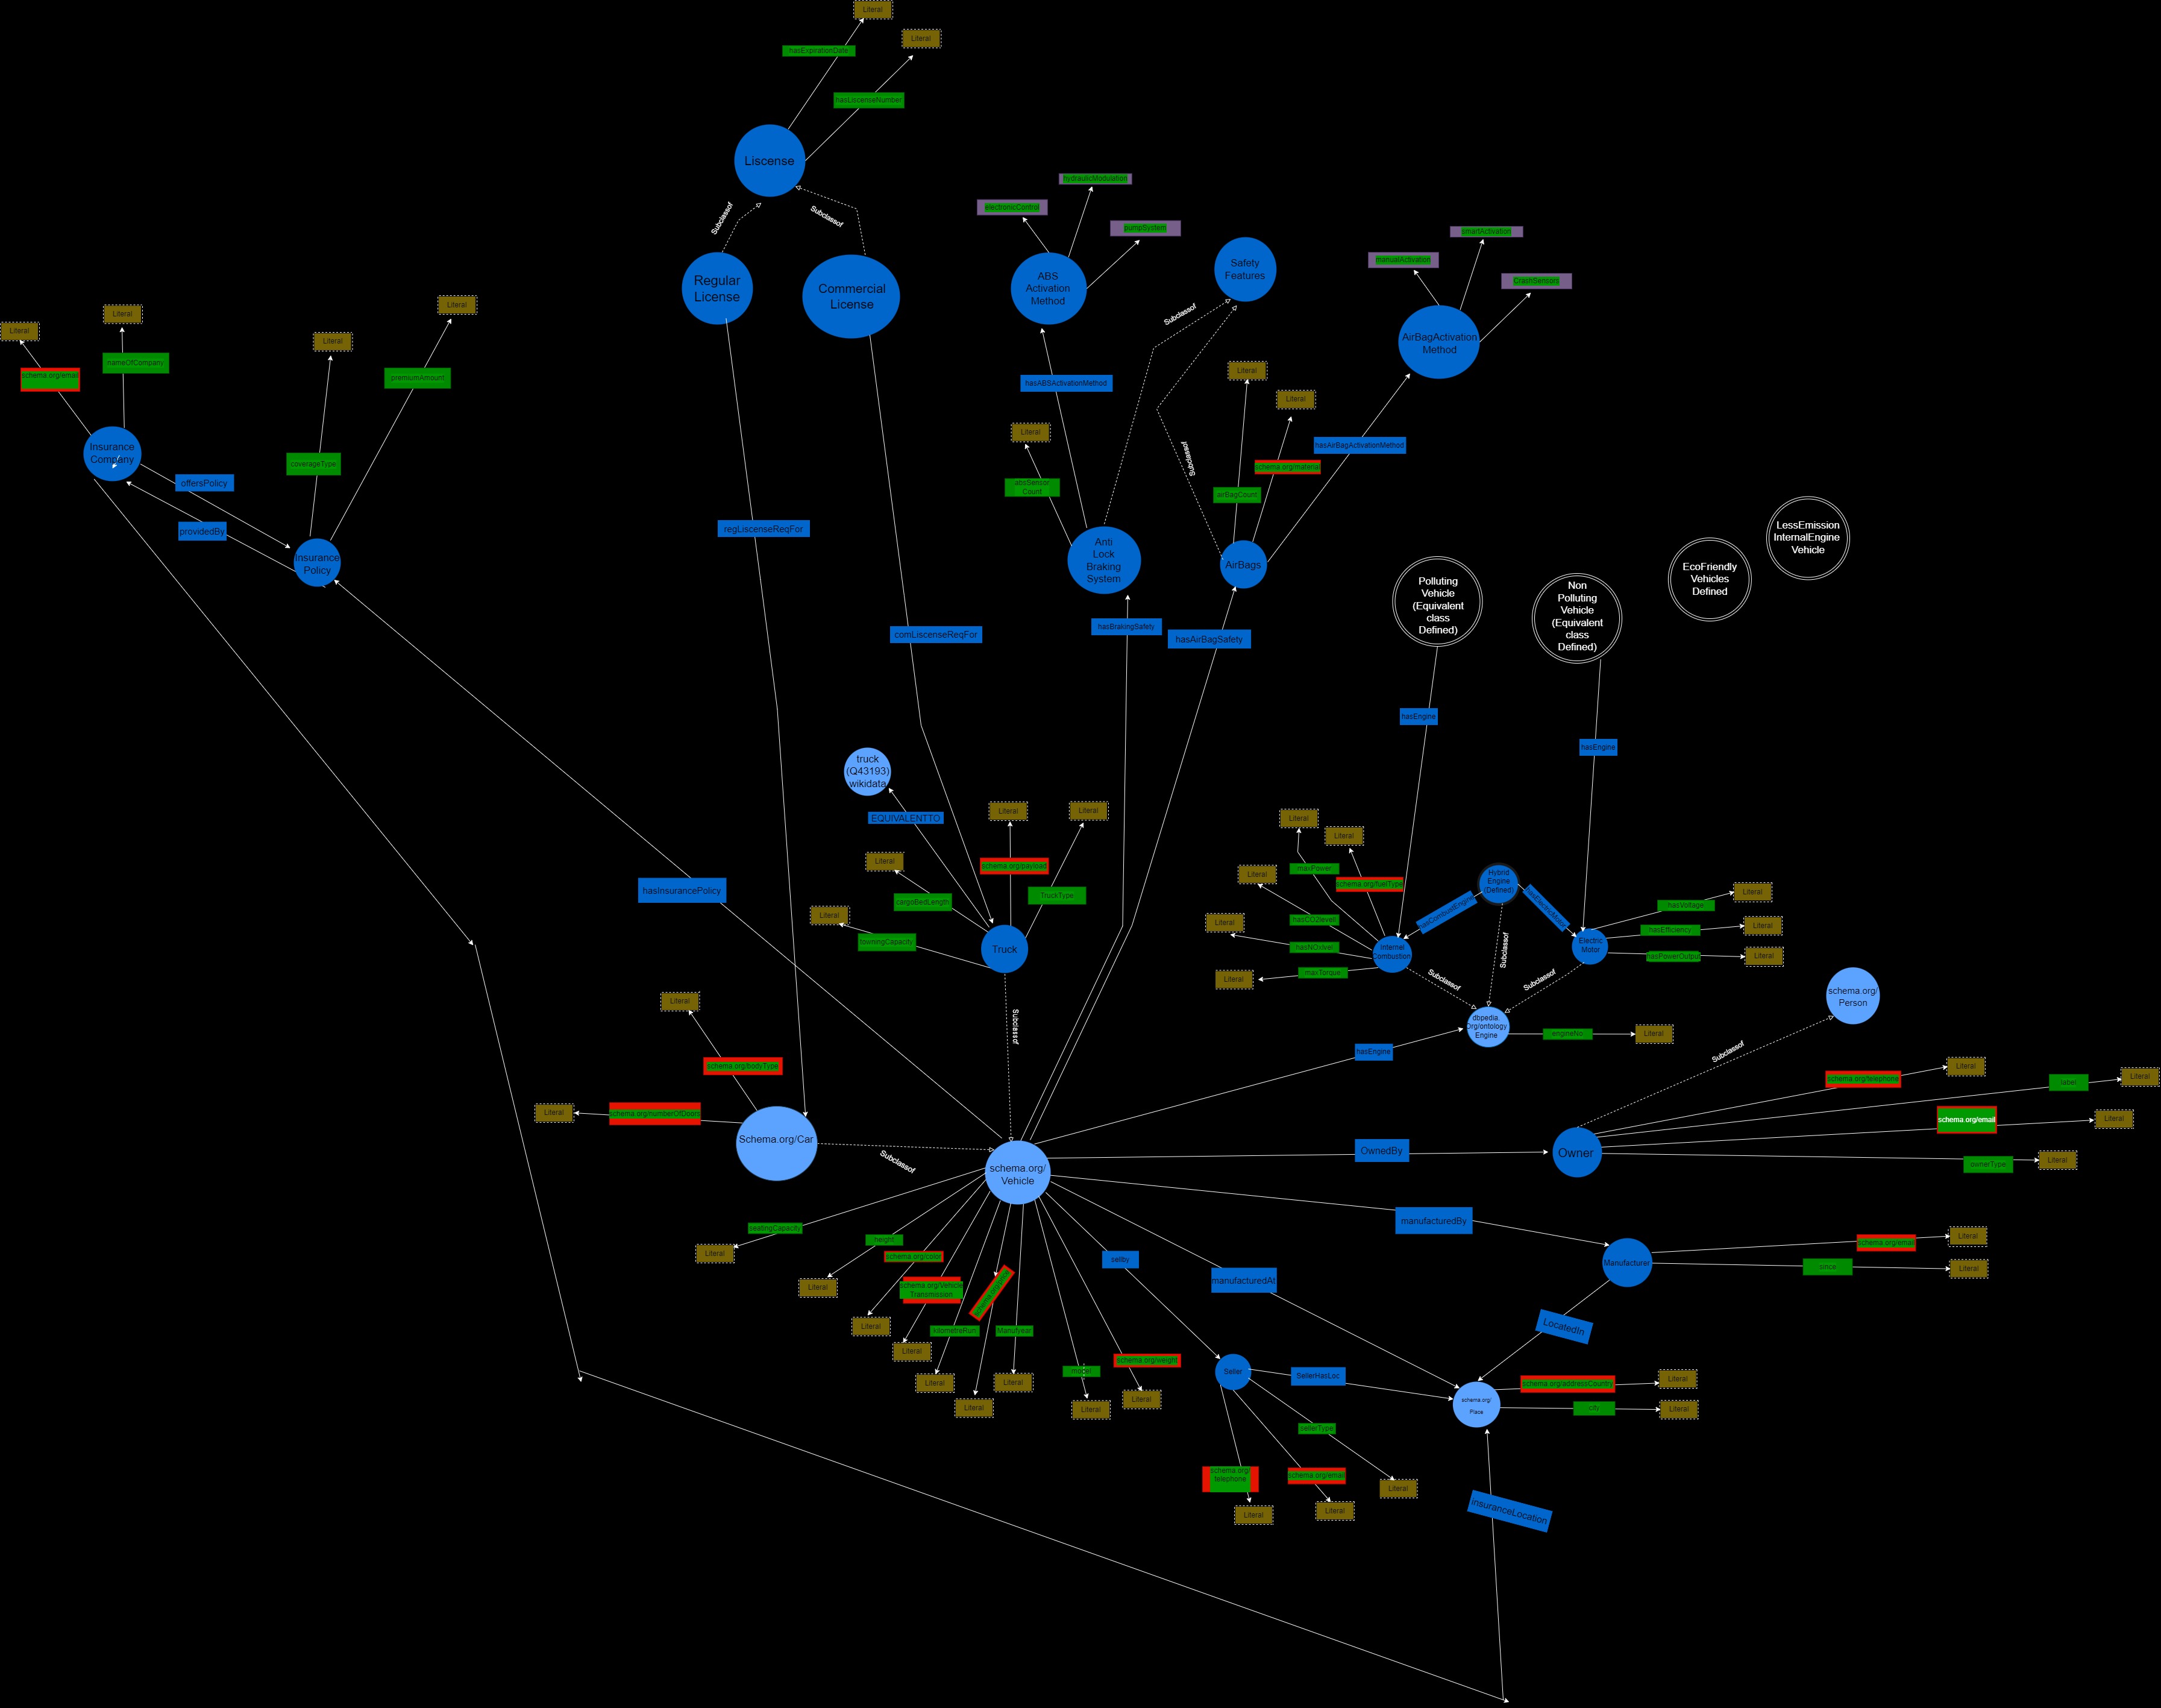 Literal
Literal
hasExpirationDate
hasLiscenseNumber
Liscense
Subclassof
Subclassof
Regular
License
Commercial
License
hydraulicModulation
electronicControl
pumpSystem
ABS
Activation
Method
Safety
Features
smartActivation
manualActivation
CrashSensors
AirBagActivation
Method
Subclassof
Literal
Literal
Literal
Literal
nameOfCompany
schema.org/email
coverageType
premiumAmount
Insurance
Company
offersPolicy
providedBy
Insurance
Policy
hasABSActivationMethod
Literal
Literal
Literal
absSensor
Count
Subclassof
airBagCount
schema.org/material
hasAirBagActivationMethod
Anti
Lock
Braking
System
AirBags
regLiscenseReqFor
comLiscenseReqFor
hasBrakingSafety
hasAirBagSafety
Polluting
Vehicle
(Equivalent
class
Defined)
Non
Polluting
Vehicle
(Equivalent
class
Defined)
EcoFriendly
Vehicles
Defined
LessEmission
InternalEngine
Vehicle
hasEngine
hasEngine
truck
(Q43193)
wikidata
EQUIVALENTTO
Literal
Literal
Literal
Literal
schema.org/payload
TruckType
cargoBedLength
towningCapacity
Truck
Subclassof
hasInsurancePolicy
Literal
Literal
Literal
Literal
Literal
maxPower
schema.org/fuelType
hasCO2level
hasNOxlvel
maxTorque
Internel
Combustion
Hybrid
Engine
(Defined)
Electric
Motor
hasVoltage
Literal
hasEfficiency
Literal
hasPowerOutput
Literal
Subclassof
Subclassof
Subclassof
dbpedia.
Org/ontology
Engine
engineNo
Literal
hasEngine
schema.org/
Person
Subclassof
Literal
schema.org/bodyType
Literal
schema.org/numberOfDoors
Schema.org/Car
Subclassof
schema.org/
Vehicle
OwnedBy
Owner
schema.org/telephone
Literal
label
Literal
schema.org/email
Literal
ownerType
Literal
manufacturedBy
Manufacturer
schema.org/email
Literal
since
Literal
seatingCapacity
Literal
height
Literal
schema.org/color
Literal
schema.org/Vehicle
Transmission
Literal
kilometreRun
Literal
Literal
Manufyear
Literal
model
Literal
schema.org/weight
Literal
sellby
manufacturedAt
LocatedIn
Seller
SellerHasLoc
schema.org/
Place
schema.org/addressCountry
Literal
city
Literal
sellerType
Literal
schema.org/
telephone
Literal
schema.org/email
Literal
insuranceLocation